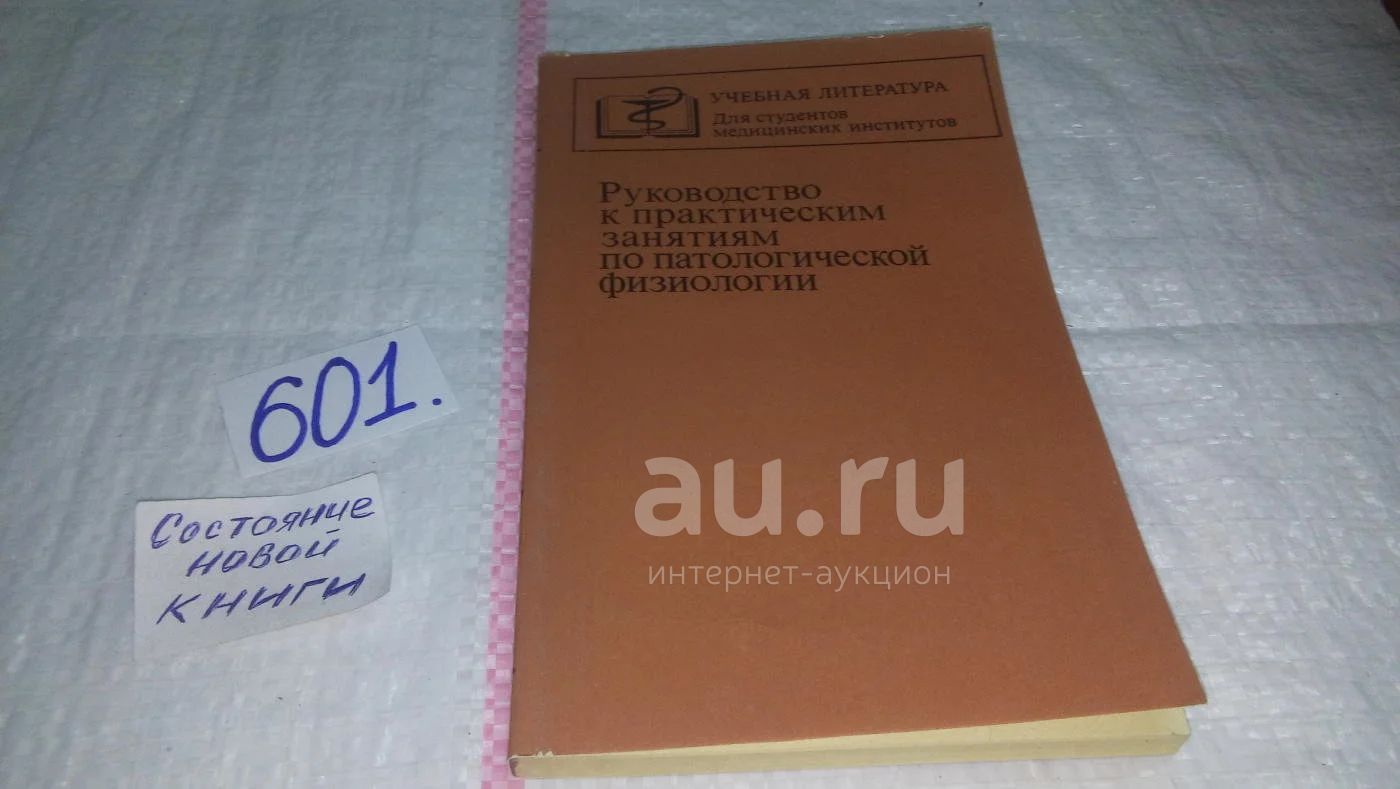 УЧЕБНАЯ ЛИТЕРАТУРА
Для студентов
медицинских институтов
Руководство
к практическим
занятиям
по патологической
физиологии
601.
Состояние
новой
книги
au.ru
интернет-аукцион